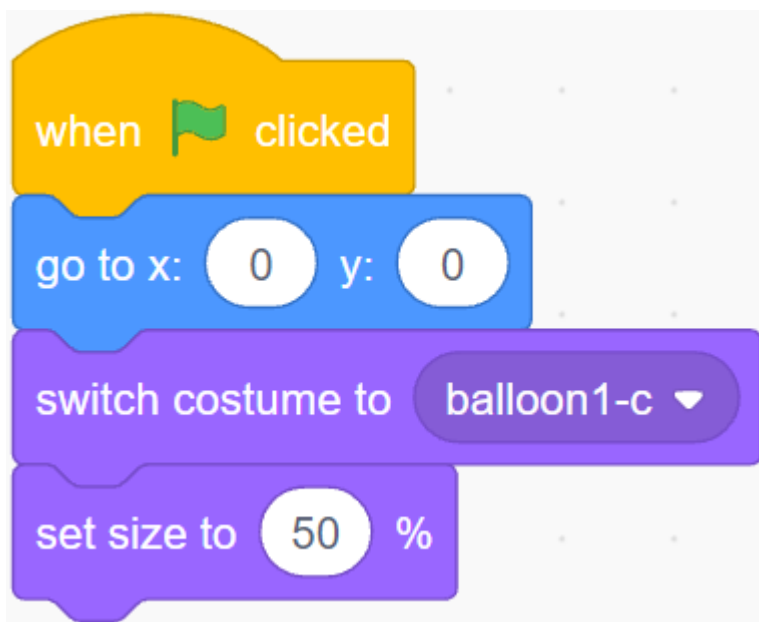 when clicked
go to x: 0 y: 0
switch costume to balloon1-c
set size to 50 %